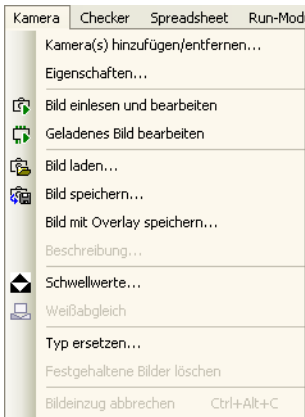 Kamera Checker Spreadsheet Run-Mod
Kamera(s) hinzufügen/entfernen...
Eigenschaften...
Bild einlesen und bearbeiten
Geladenes Bild bearbeiten
Bild laden...
Bild speichern...
Bild mit Overlay speichern...
Beschreibung...
Schwellwerte...
Weißabgleich
Typ ersetzen...
Festgehaltene Bilder löschen
Bildeinzug abbrechen Ctrl+Alt+C